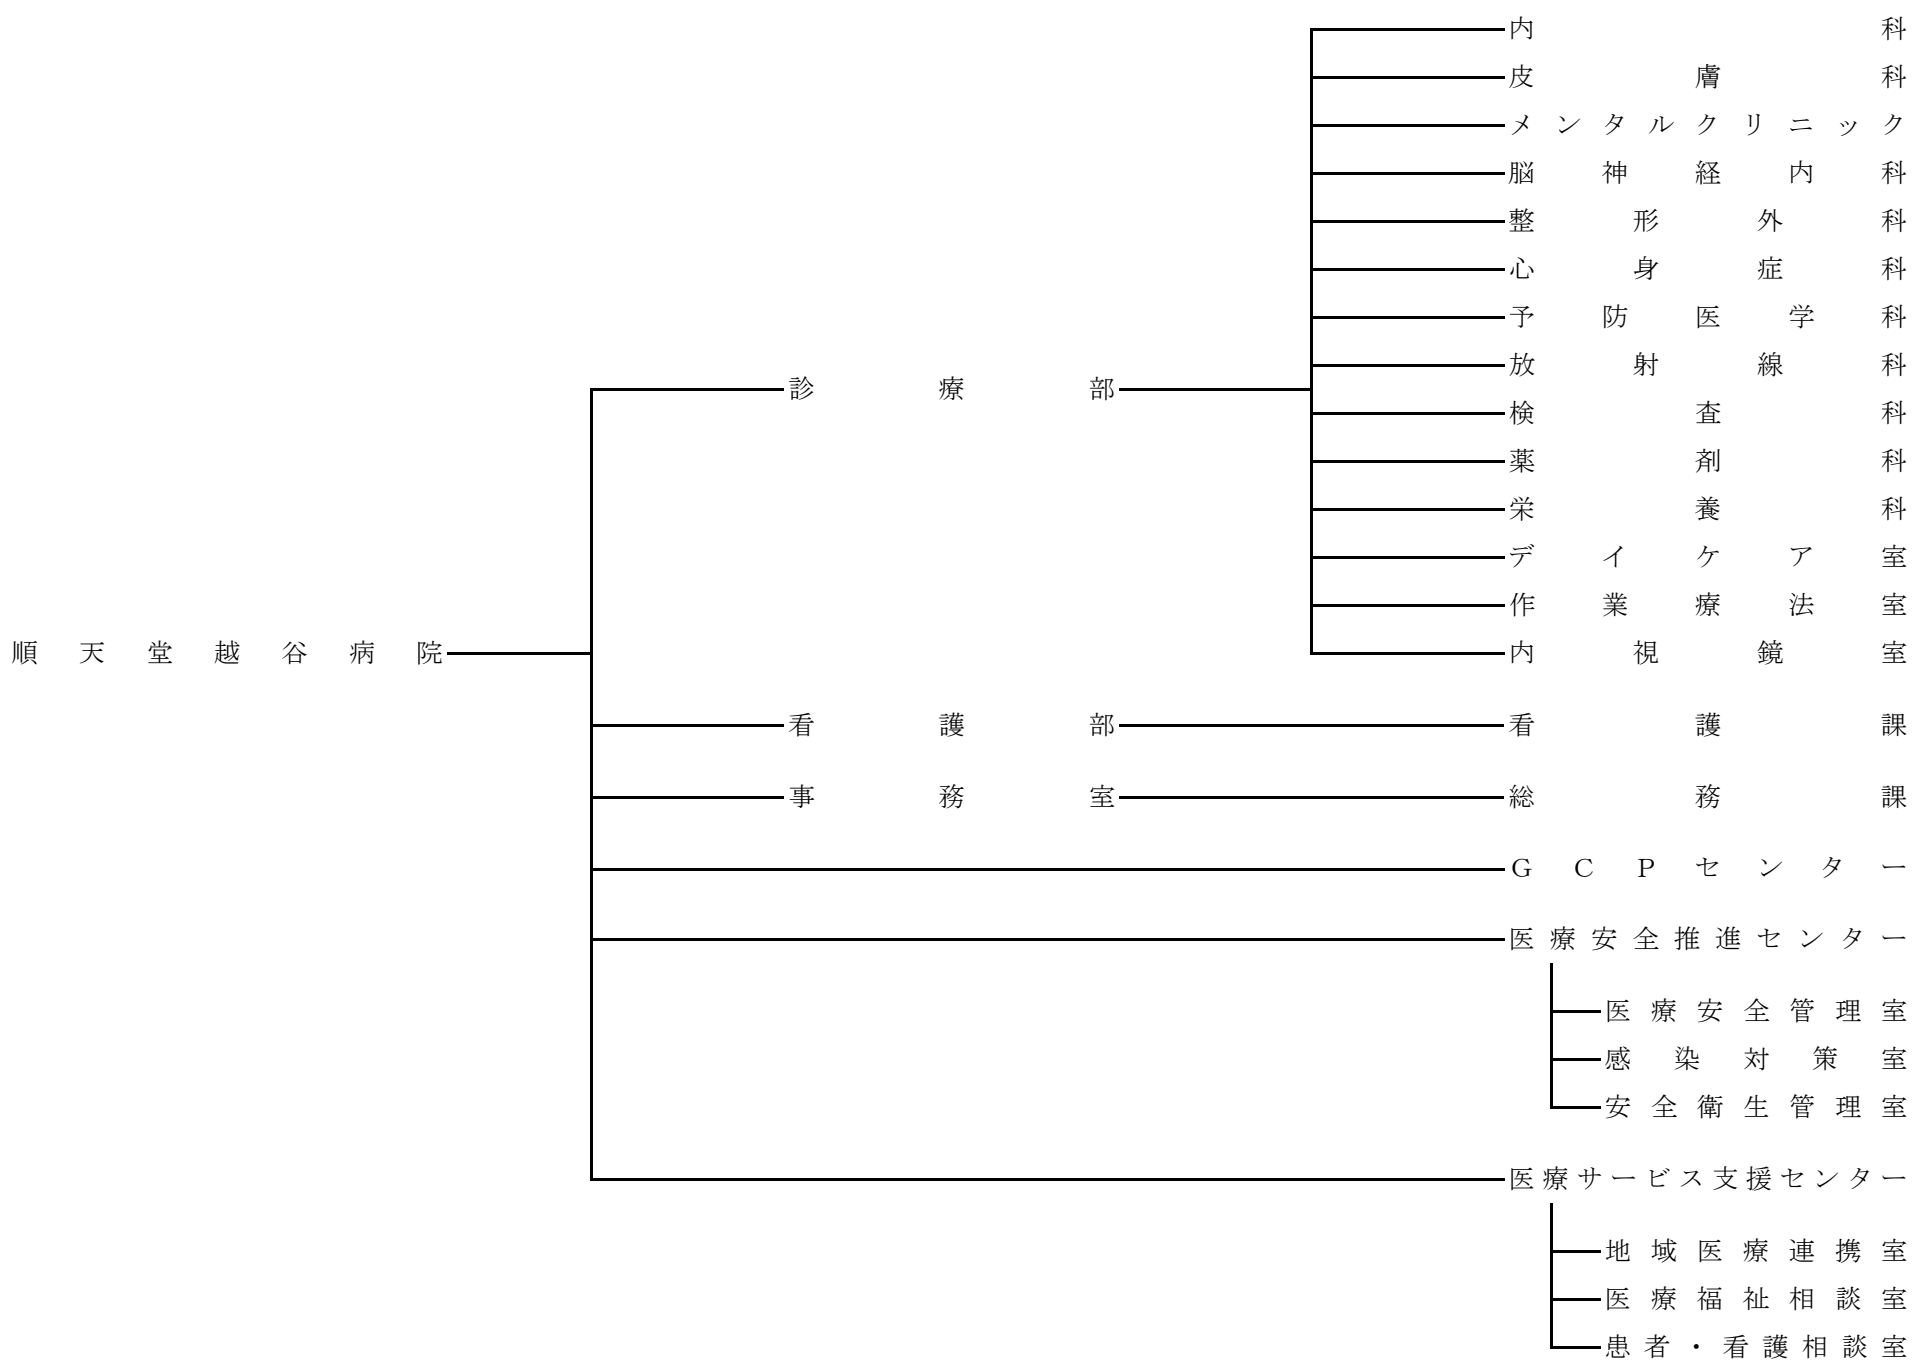 内科
皮膚科
メンタルクリニック
脳神経内科
整形外科
心身症科
予防医学科
放射線科
診療部
検査科
薬剤科
栄養科
デイケア室
作業療法室
順天堂越谷病院
内視鏡室
看護部
看護課
事務室
総務課
GCPセンター
医療安全推進センター
医療安全管理室
感染対策室
安全衛生管理室
医療サービス支援センター
地域医療連携室
医療福祉相談室
患者・看護相談室